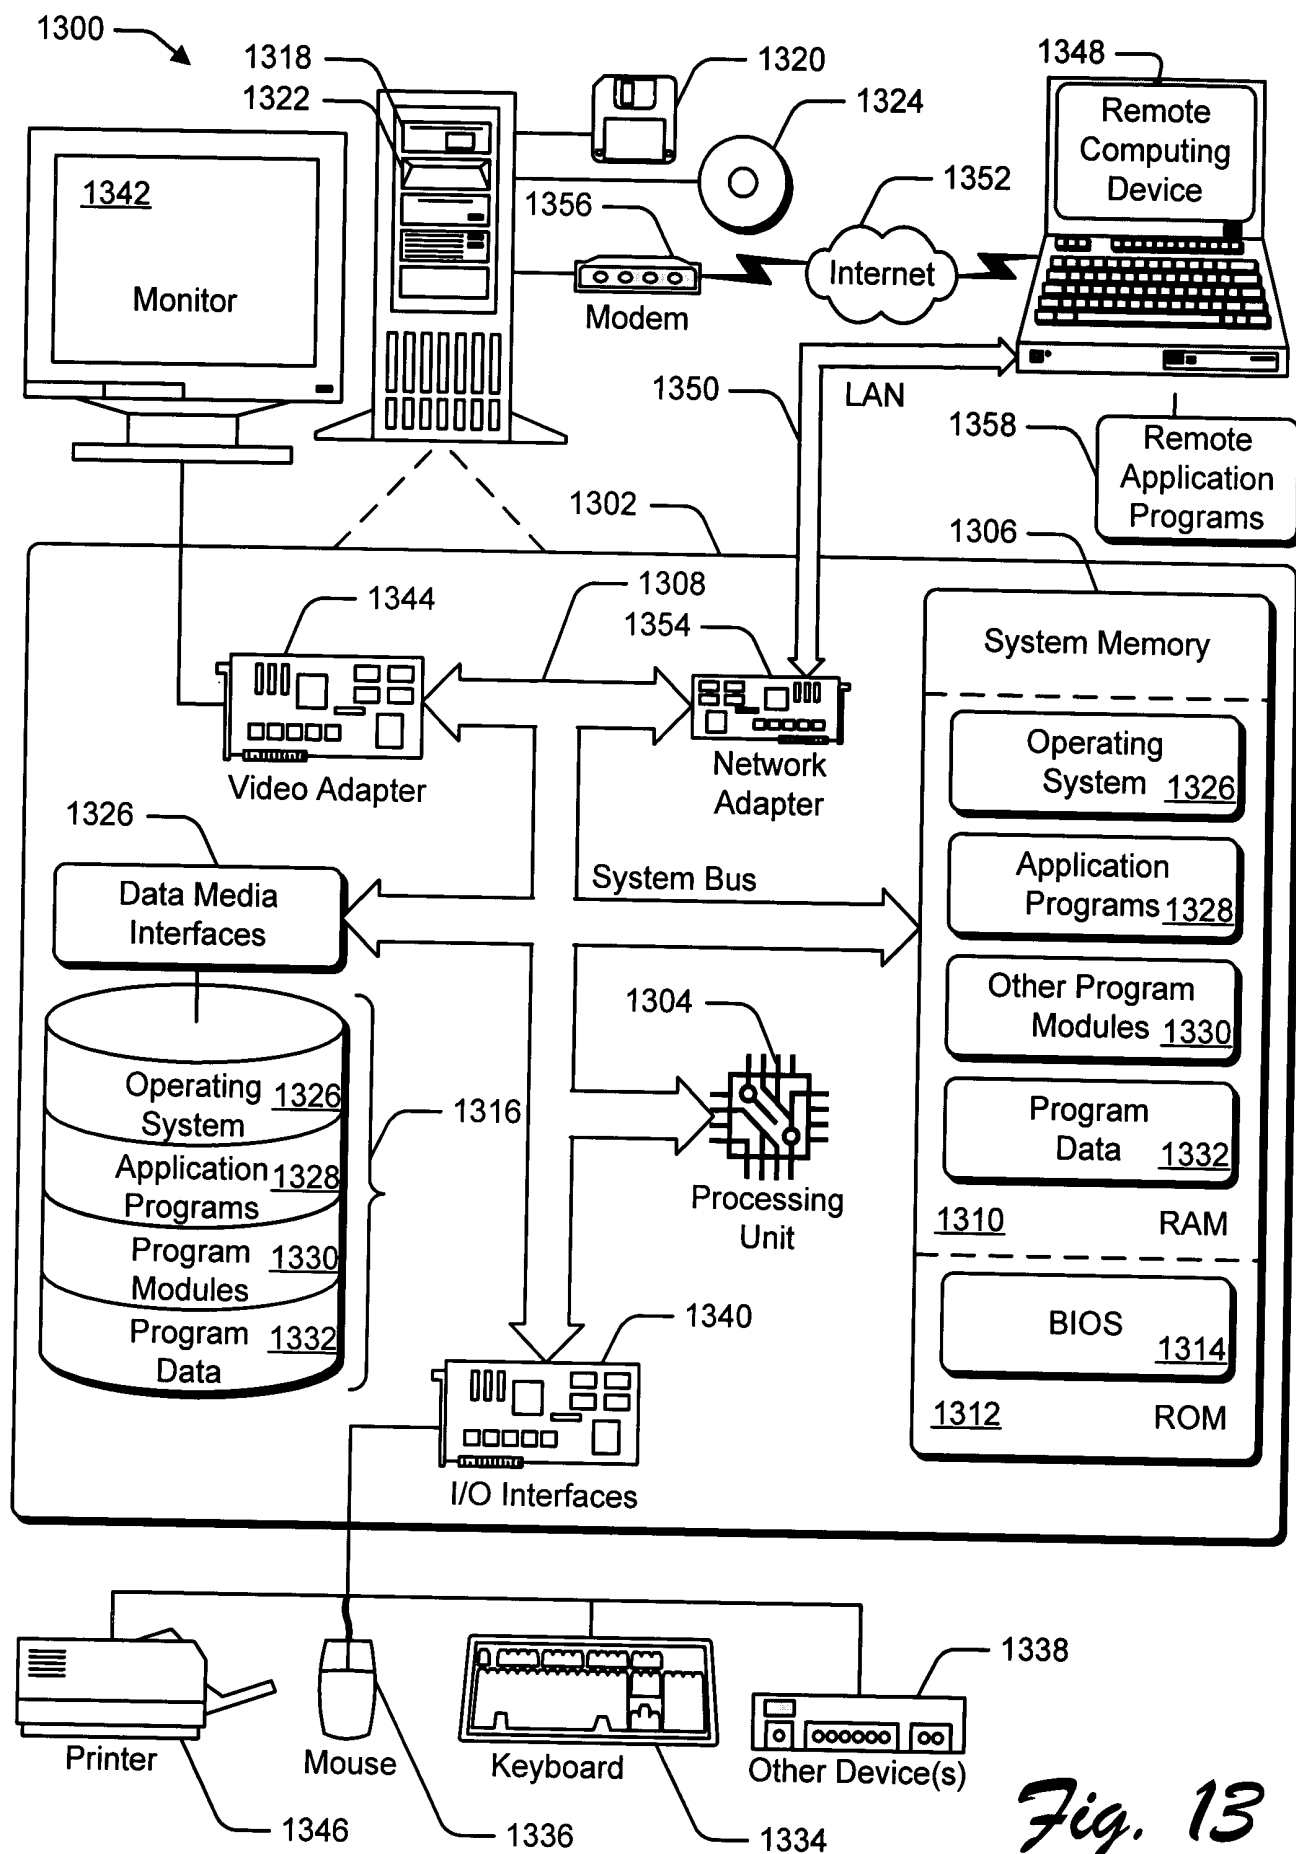 1300
1318
1322
1320
1324
1348
Remote
Computing
Device
1342
Monitor
1356
Modem
1352
Internet
1350
LAN
1358
Remote
Application
Programs
1302
1306
1344
1308
1354
Video Adapter
Network
Adapter
System Memory
Operating
System 1326
Application
Programs 1328
Other Program
Modules 1330
Program
Data 1332
1310 RAM
BIOS
1314
1312 ROM
1326
Data Media
Interfaces
System Bus
1304
Processing
Unit
Operating
System 1326
Application
Programs 1328
Program
Modules 1330
Program
Data 1332
1316
1340
I/O Interfaces
Printer
1346
Mouse
1336
Keyboard
1334
1338
Other Device(s)
Fig. 13